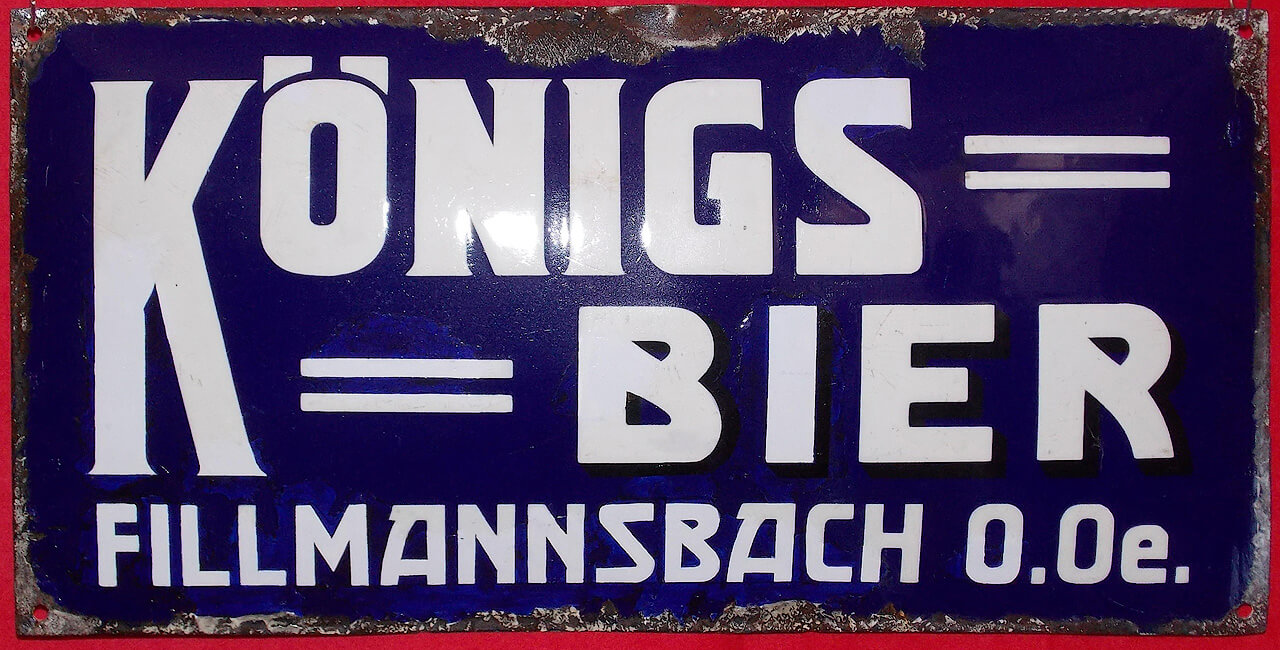 KÖNIGS
BIER
FILLMANNSBACH O.Oe.